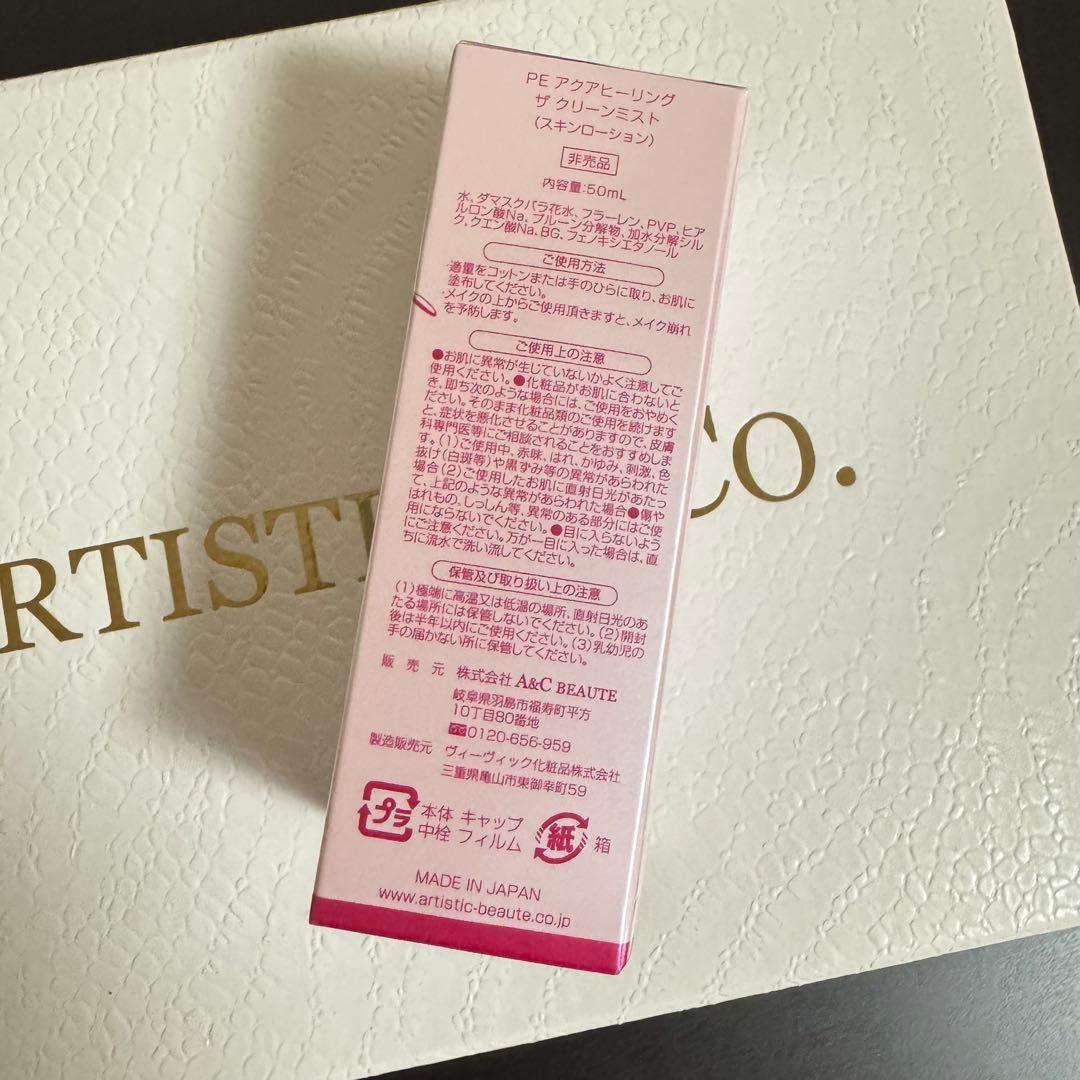 PE アクアヒーリング
ザ クリーンミスト
(スキンローション)
非売品
内容量:50mL
水、ダマスクバラ花水、フラーレン、PVP、ヒア
ルロン酸Na、プルーン分解物、加水分解シル
ク、クエン酸Na、BG、フェノキシエタノール
ご使用方法
適量をコットンまたは手のひらに取り、お肌に
塗布してください。
メイクの上からご使用頂きますと、メイク崩れ
を予防します。
ご使用上の注意
●お肌に異常が生じていないかよく注意してご
使用ください。●化粧品がお肌に合わないと
き、即ち次のような場合には、ご使用をおやめく
ださい。そのまま化粧品類のご使用を続けます
と、症状を悪化させることがありますので、皮膚
科専門医等にご相談されることをおすすめしま
す。(1)ご使用中、赤味、はれ、かゆみ、刺激、色
抜け(白斑等)や黒ずみ等の異常があらわれた
場合(2)ご使用したお肌に直射日光があたっ
て、上記のような異常があらわれた場合●傷や
はれもの、しっしん等、異常のある部分にはご使
用にならないでください。●目に入らないよう
にご注意ください。万が一目に入った場合は、直
ちに流水で洗い流してください。
保管及び取り扱い上の注意
(1)極端に高温又は低温の場所、直射日光のあ
たる場所には保管しないでください。(2)開封
後は半年以内にご使用ください。(3)乳幼児の
手の届かない所に保管してください。
販売元 株式会社 A&C BEAUTE
岐阜県羽島市福寿町平方
10丁目80番地
0120-656-959
製造販売元 ヴィーヴィック化粧品株式会社
三重県亀山市東御幸町59
プラ 本体 キャップ
中栓 フィルム
紙 箱
MADE IN JAPAN
www.artistic-beaute.co.jp
RTISTI CO.